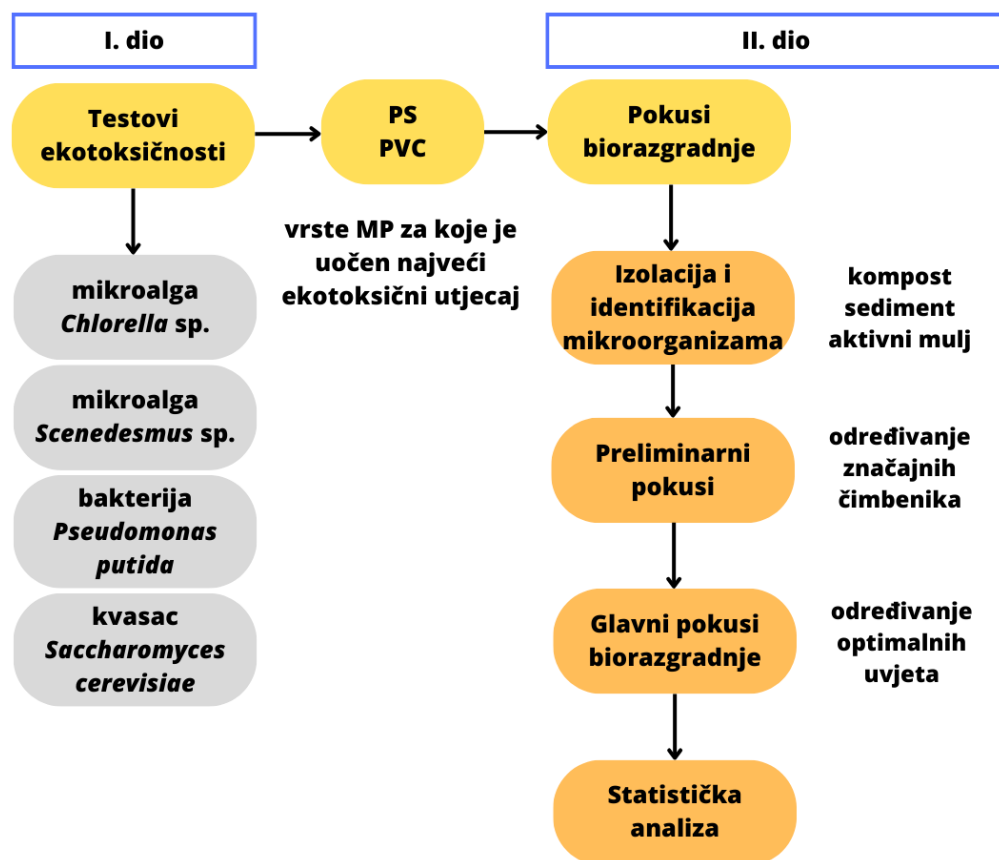 I. dio
II. dio
Testovi
ekotoksičnosti
PS
PVC
Pokusi
biorazgradnje
vrste MP za koje je
uočen najveći
ekotoksični utjecaj
mikroalga
Chlorella sp.
mikroalga
Scenedesmus sp.
bakterija
Pseudomonas
putida
kvasac
Saccharomyces
cerevisiae
Izolacija i
identifikacija
mikroorganizama
kompost
sediment
aktivni mulj
Preliminarni
pokusi
određivanje
značajnih
čimbenika
Glavni pokusi
biorazgradnje
određivanje
optimalnih
uvjeta
Statistička
analiza